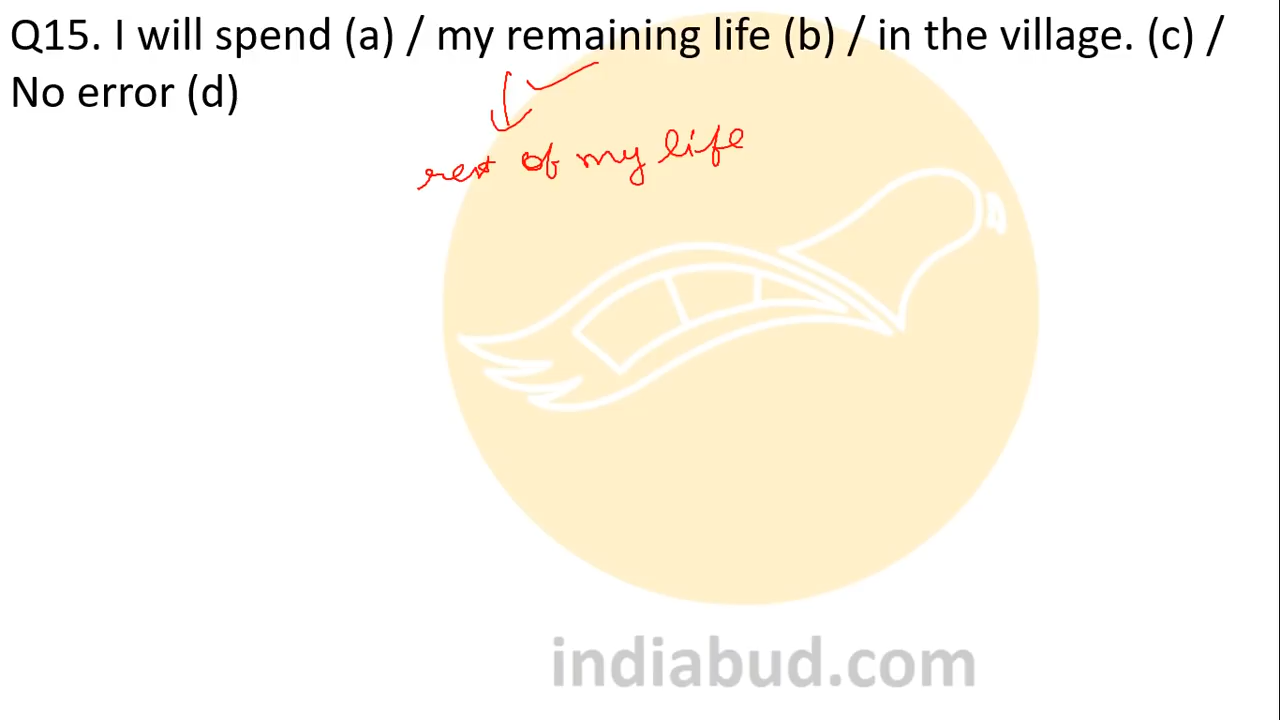 Q15. I will spend (a) / my remaining life (b) / in the village. (c) /
No error (d)
rest of my life
indiabud.com